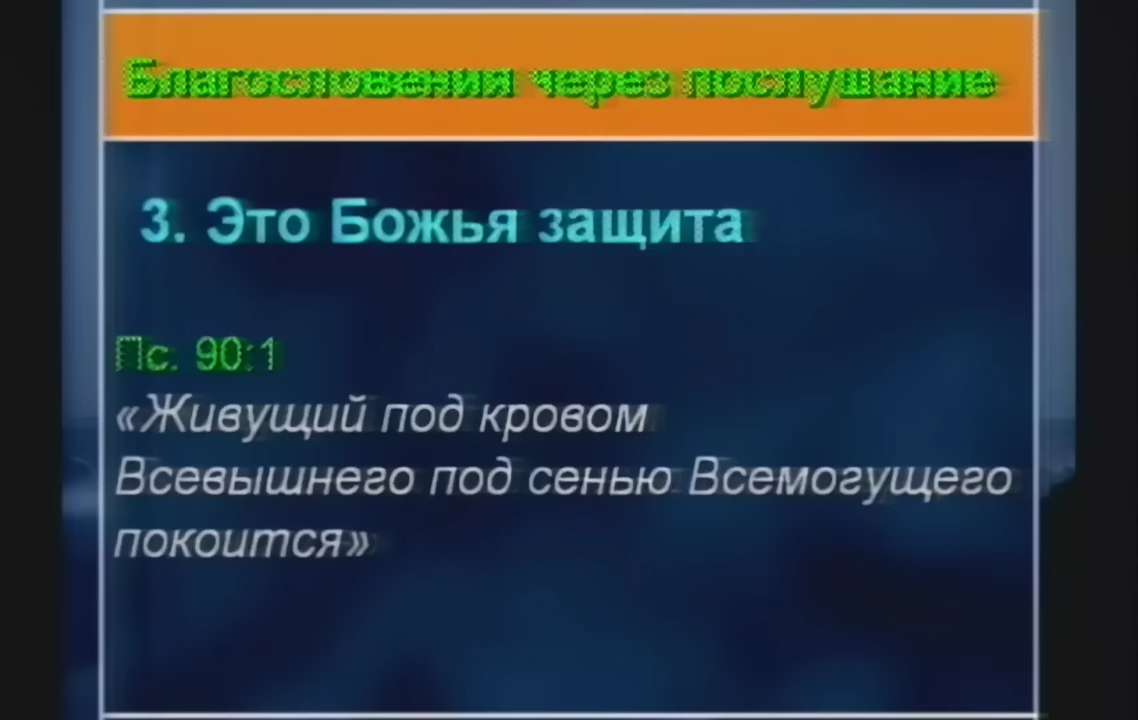 Благословения через послушание
3. Это Божья защита
Пс. 90:1
«Живущий под кровом
Всевышнего под сенью Всемогущего
покоится»